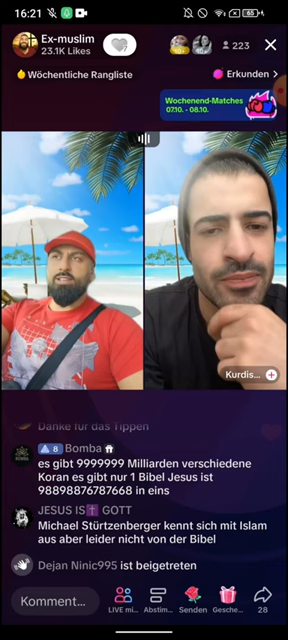 16:21
65
Ex-muslim
23.1K Likes
223
Wöchentliche Rangliste
Erkunden
Wochenend-Matches
07.10. - 08.10.
Kurdis...
Danke für das Tippen
8 Bomba
es gibt 9999999 Milliarden verschiedene
Koran es gibt nur 1 Bibel Jesus ist
98898876787668 in eins
JESUS IS✝️ GOTT
Michael Stürtzenberger kennt sich mit Islam
aus aber leider nicht von der Bibel
Dejan Ninic995 ist beigetreten
Komment...
LIVE mi...
Abstim...
Senden
Gesche...
28